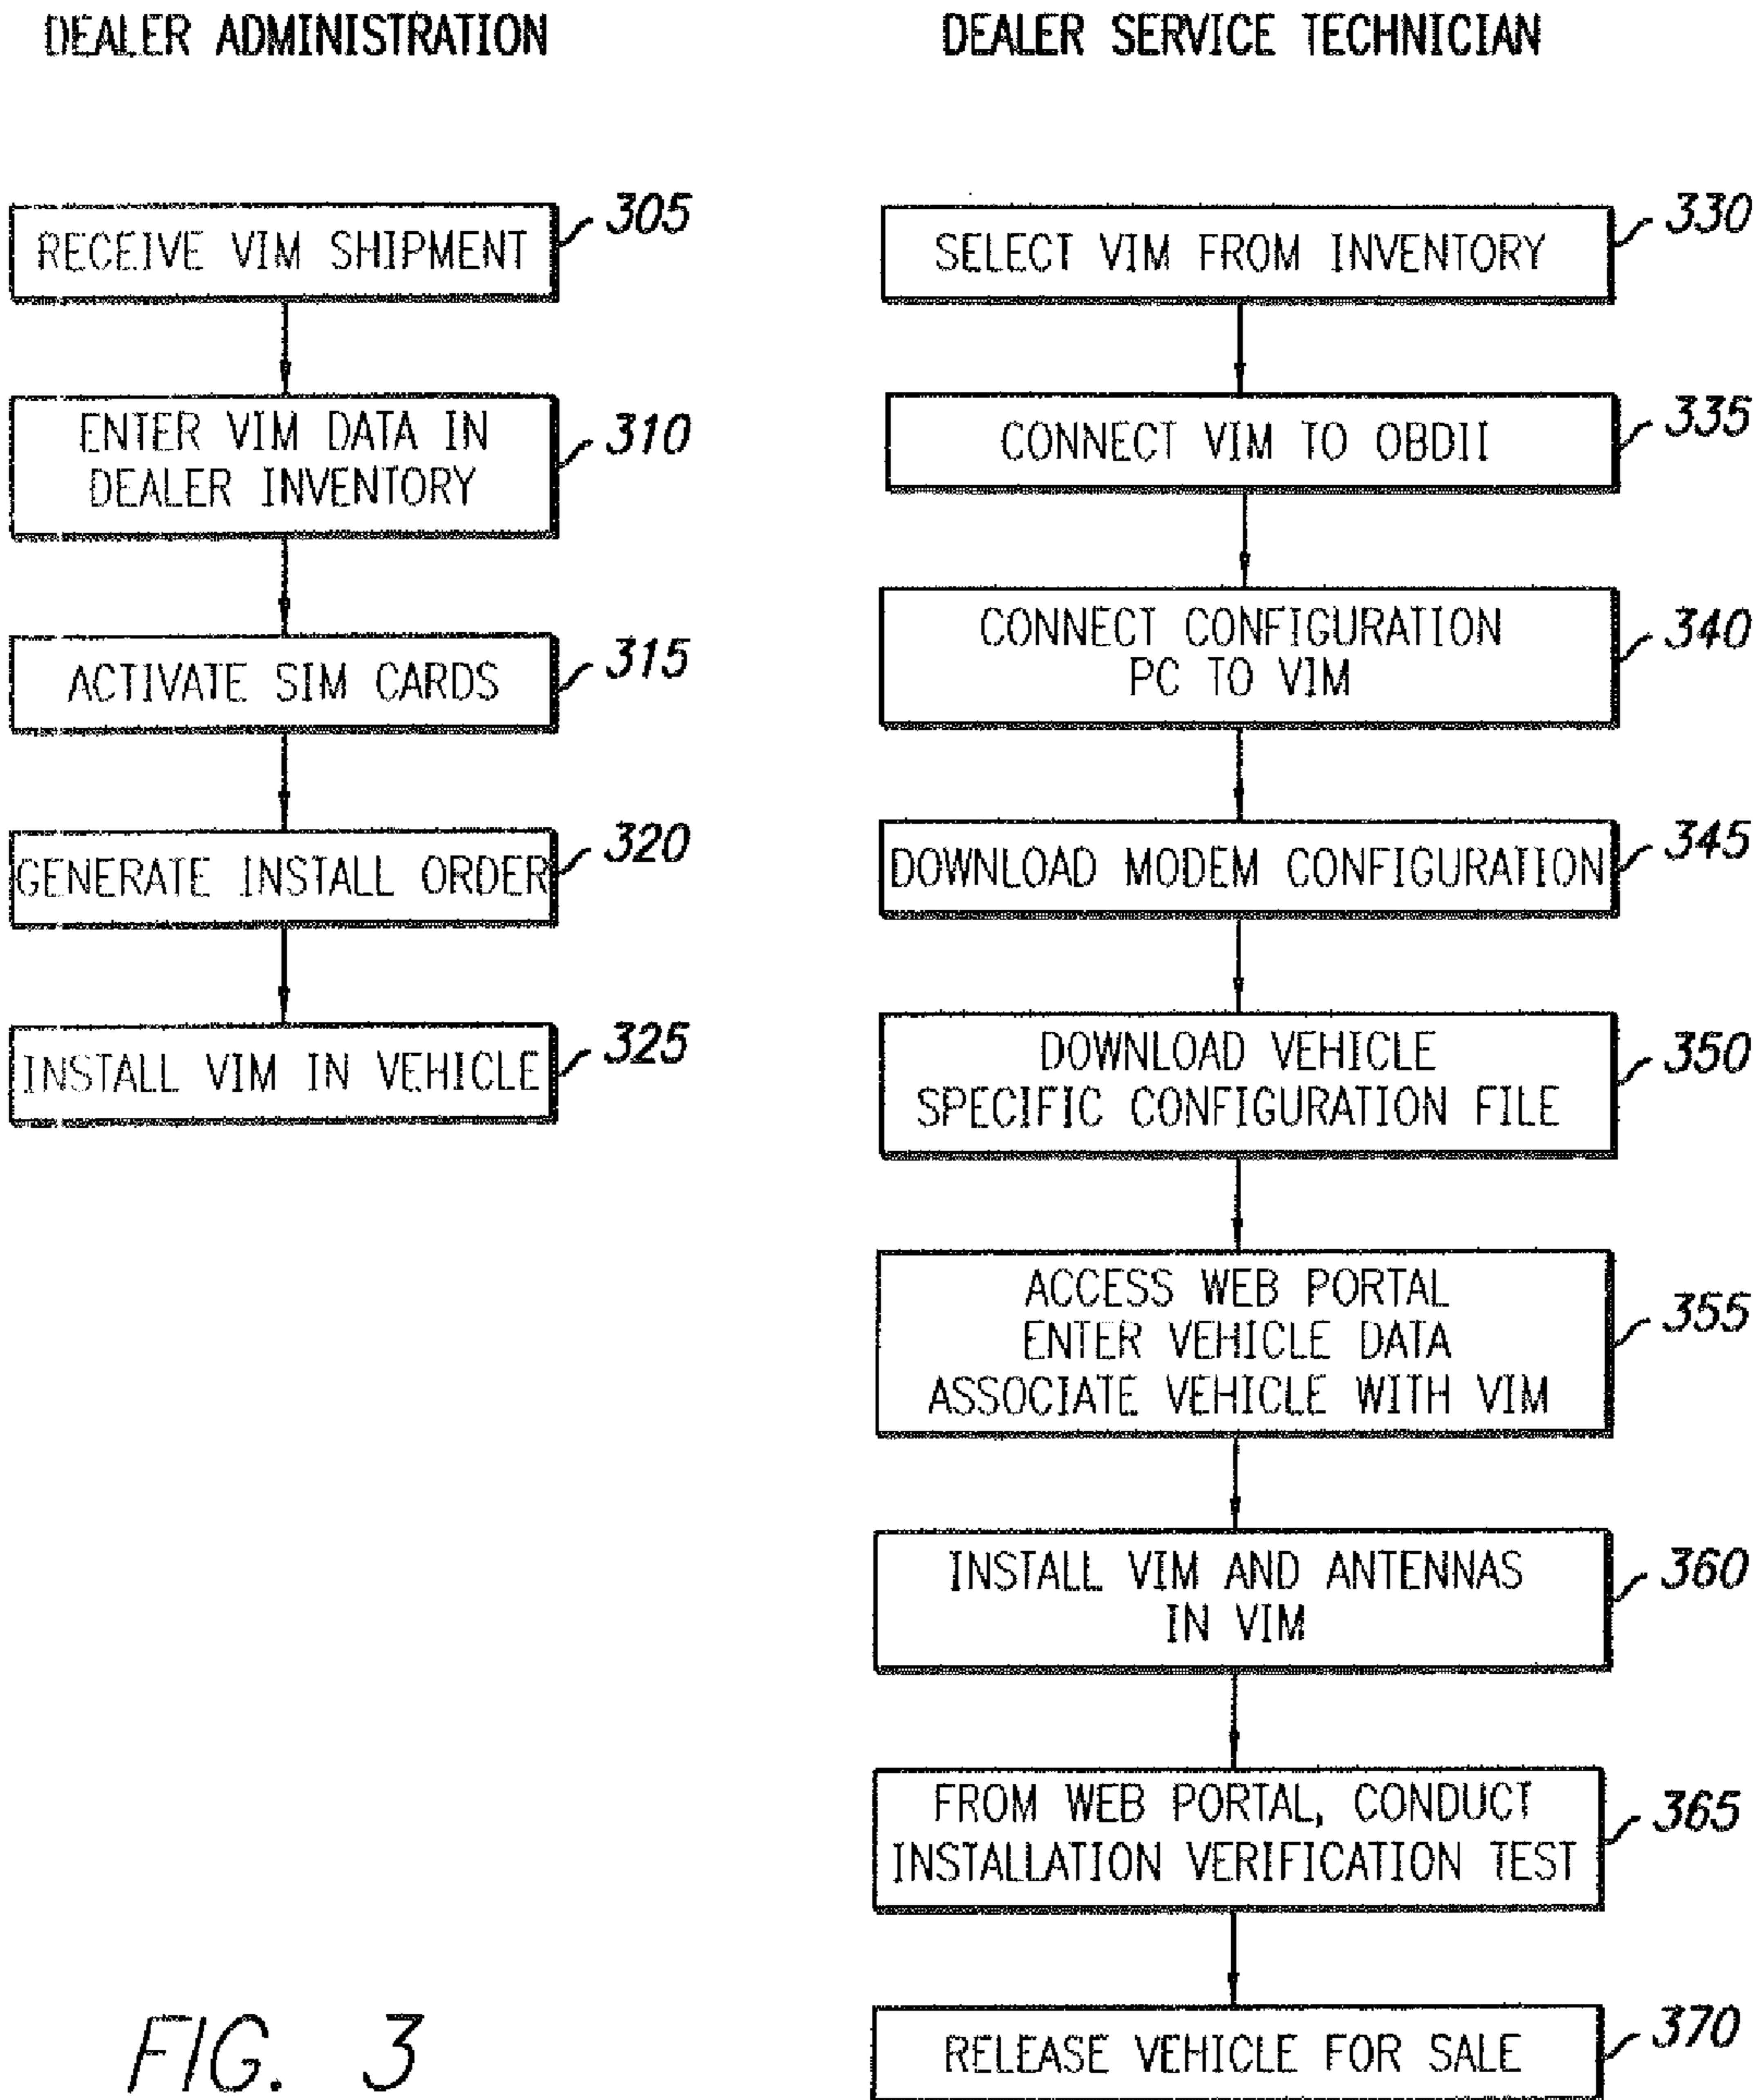 DEALER ADMINISTRATION
RECEIVE VIM SHIPMENT
305
ENTER VIM DATA IN
DEALER INVENTORY
310
ACTIVATE SIM CARDS
315
GENERATE INSTALL ORDER
320
INSTALL VIM IN VEHICLE
325
DEALER SERVICE TECHNICIAN
SELECT VIM FROM INVENTORY
330
CONNECT VIM TO OBDII
335
CONNECT CONFIGURATION
PC TO VIM
340
DOWNLOAD MODEM CONFIGURATION
345
DOWNLOAD VEHICLE
SPECIFIC CONFIGURATION FILE
350
ACCESS WEB PORTAL
ENTER VEHICLE DATA
ASSOCIATE VEHICLE WITH VIM
355
INSTALL VIM AND ANTENNAS
IN VIM
360
FROM WEB PORTAL, CONDUCT
INSTALLATION VERIFICATION TEST
365
RELEASE VEHICLE FOR SALE
370
FIG. 3